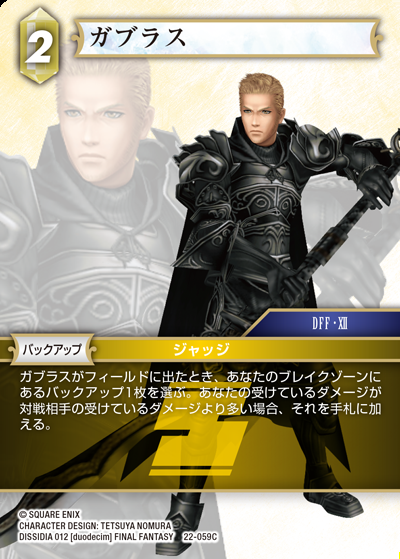 2
ガブラス
DFF・XII
バックアップ
ジャッジ
ガブラスがフィールドに出たとき、あなたのブレイクゾーンに
あるバックアップ1枚を選ぶ。あなたの受けているダメージが
対戦相手の受けているダメージより多い場合、それを手札に加
える。
© SQUARE ENIX
CHARACTER DESIGN: TETSUYA NOMURA
DISSIDIA 012 [duodecim] FINAL FANTASY 22-059C